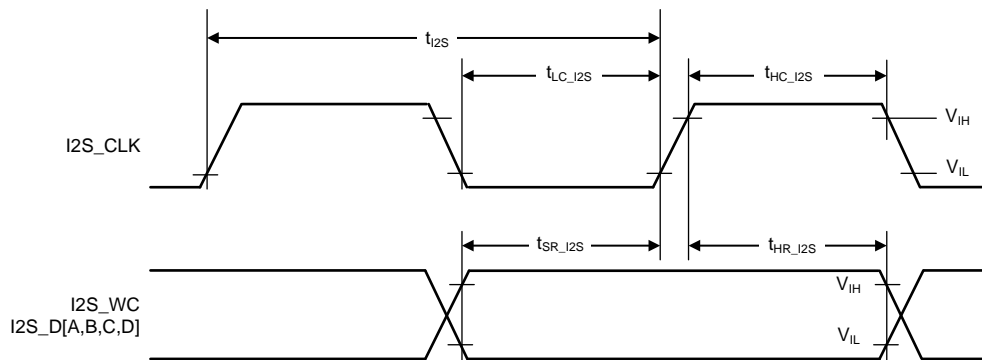 tI2S
tLC_I2S
tHC_I2S
I2S_CLK
VIH
VIL
tSR_I2S
tHR_I2S
I2S_WC
I2S_D[A,B,C,D]
VIH
VIL